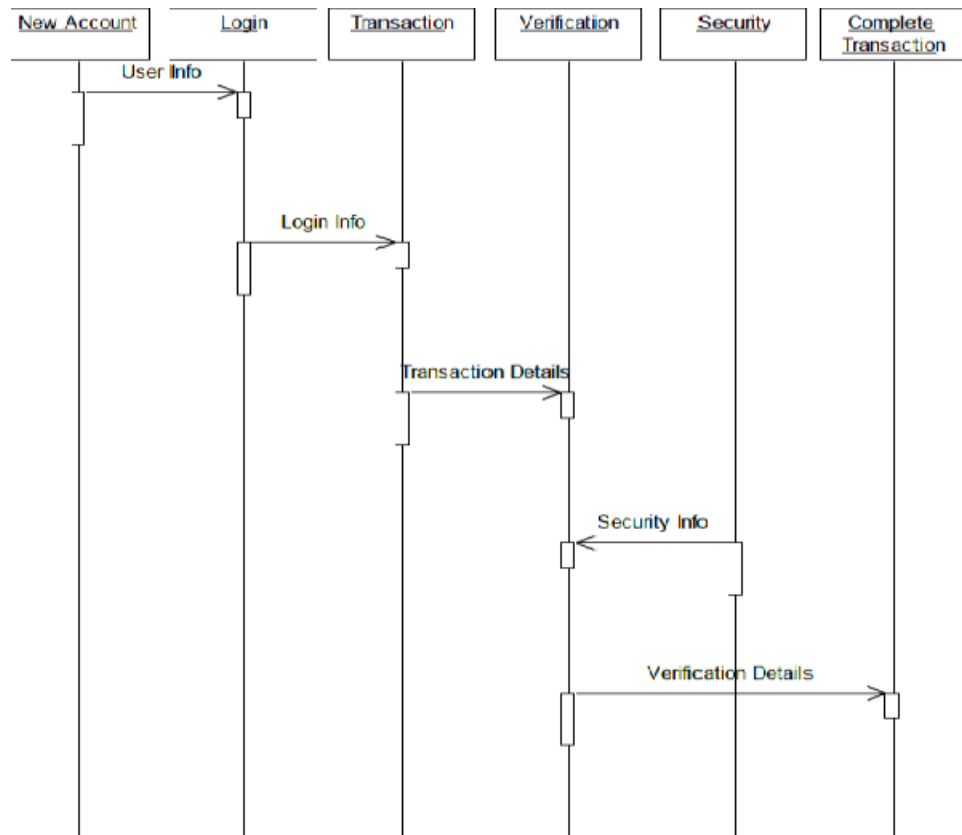 New Account
Login
Transaction
Verification
Security
Complete
Transaction
User Info
Login Info
Transaction Details
Security Info
Verification Details